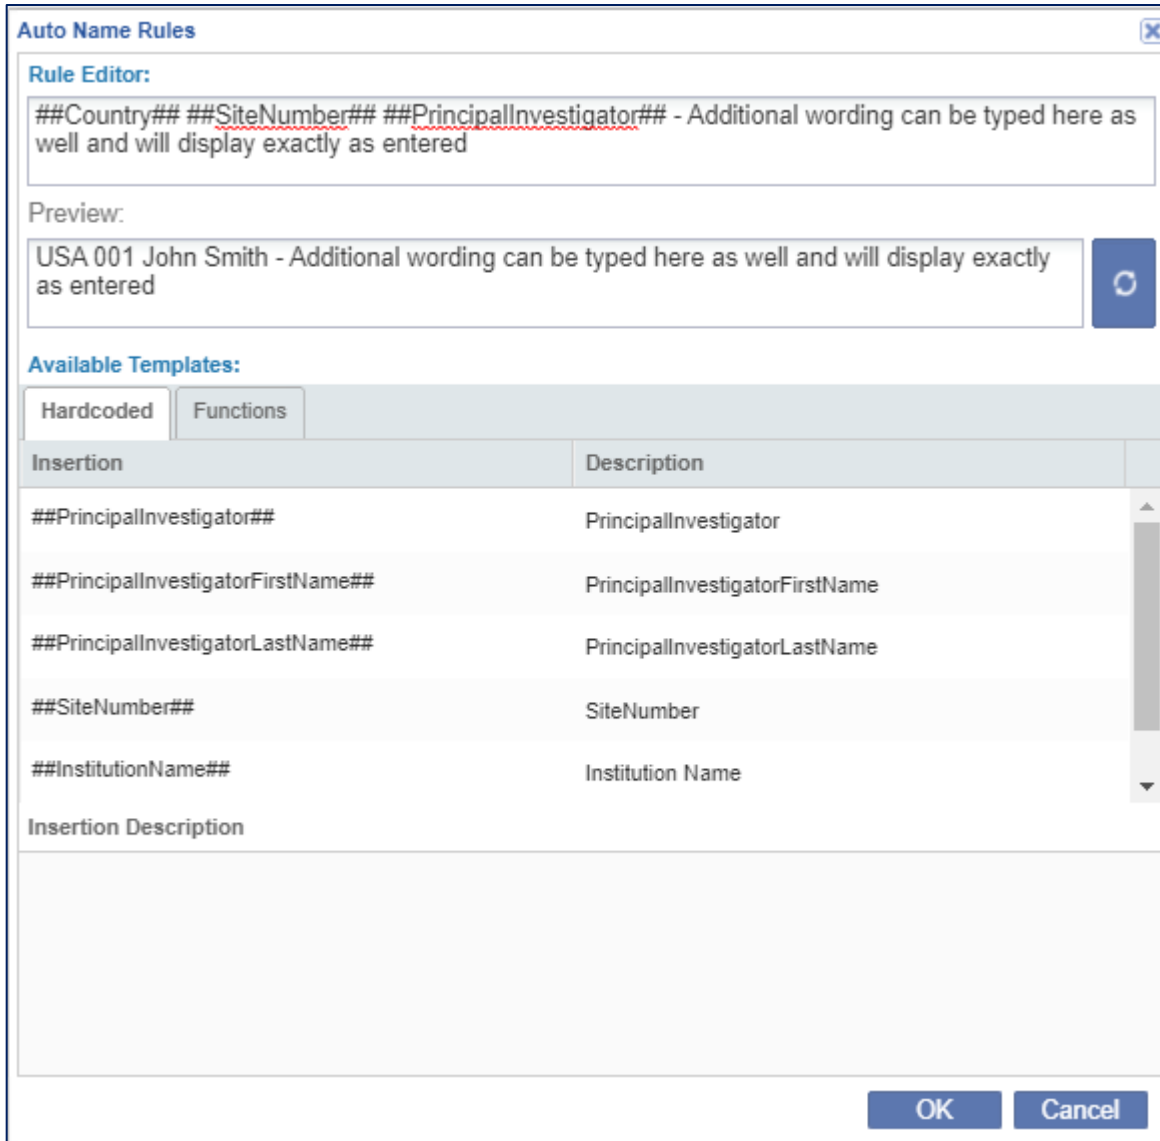 Auto Name Rules
Rule Editor:
##Country## ##SiteNumber## ##PrincipalInvestigator## - Additional wording can be typed here as
well and will display exactly as entered
Preview:
USA 001 John Smith - Additional wording can be typed here as well and will display exactly
as entered
Available Templates:
Hardcoded Functions
Insertion Description
##PrincipalInvestigator## PrincipalInvestigator
##PrincipalInvestigatorFirstName## PrincipalInvestigatorFirstName
##PrincipalInvestigatorLastName## PrincipalInvestigatorLastName
##SiteNumber## SiteNumber
##InstitutionName## Institution Name
Insertion Description
OK Cancel